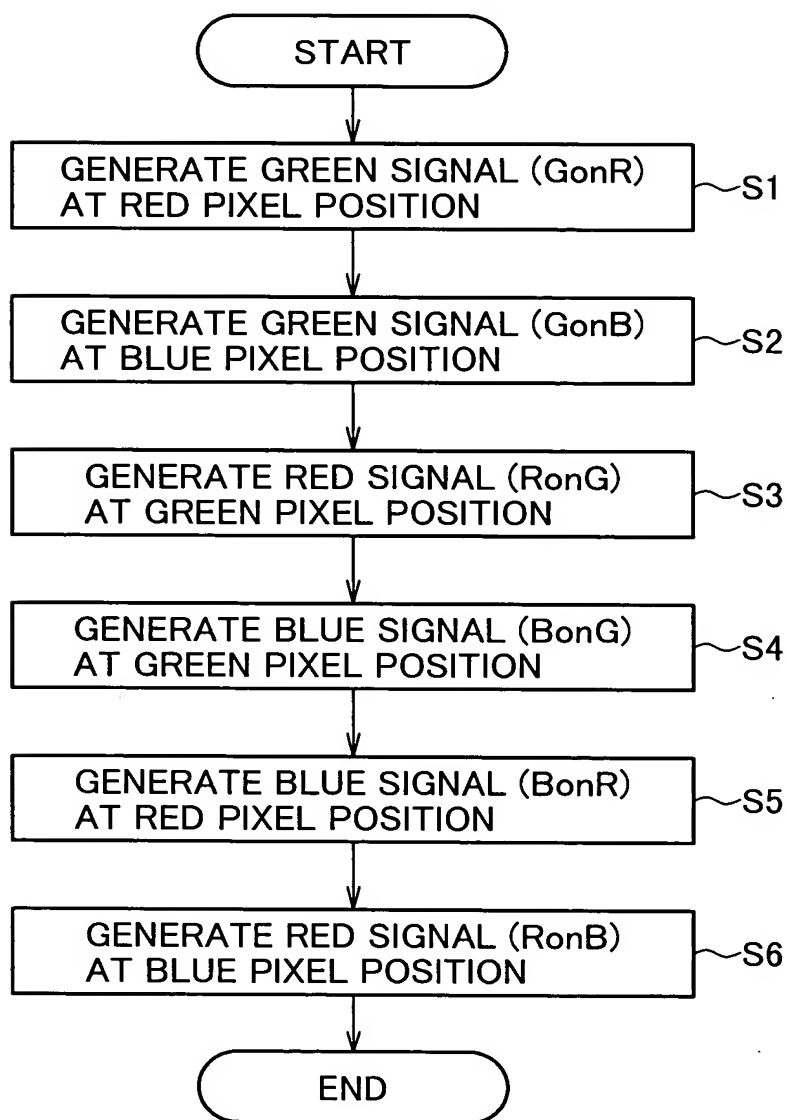 START
GENERATE GREEN SIGNAL (GonR)
AT RED PIXEL POSITION
S1
GENERATE GREEN SIGNAL (GonB)
AT BLUE PIXEL POSITION
S2
GENERATE RED SIGNAL (RonG)
AT GREEN PIXEL POSITION
S3
GENERATE BLUE SIGNAL (BonG)
AT GREEN PIXEL POSITION
S4
GENERATE BLUE SIGNAL (BonR)
AT RED PIXEL POSITION
S5
GENERATE RED SIGNAL (RonB)
AT BLUE PIXEL POSITION
S6
END